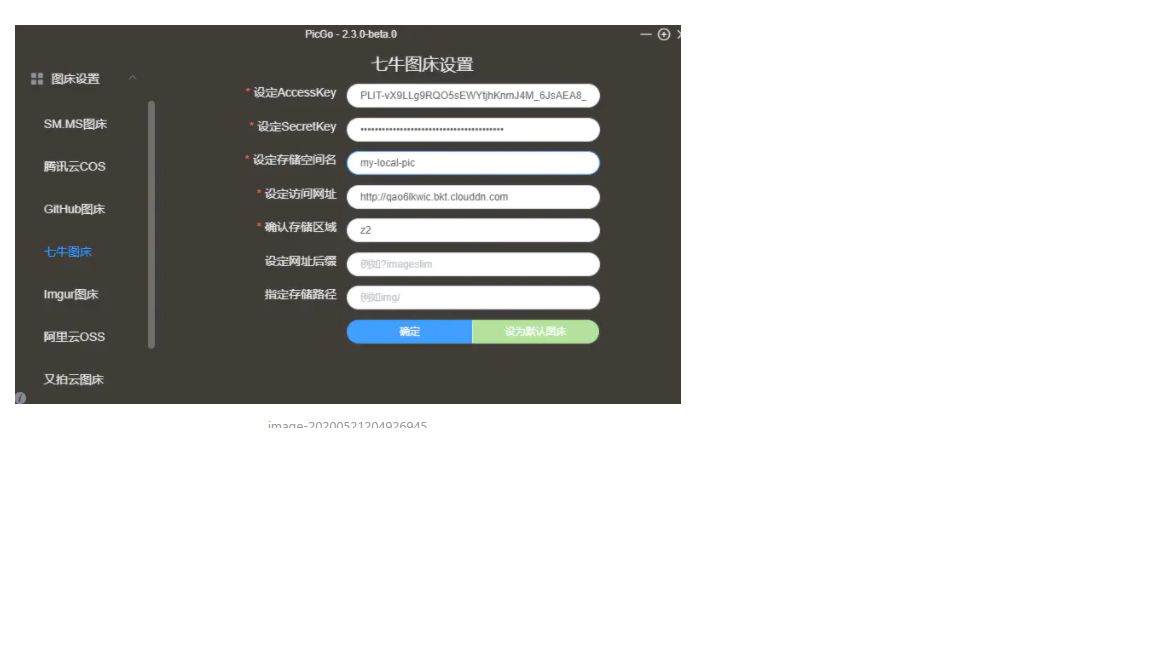 PicGo - 2.3.0-beta.0
七牛图床设置
图床设置
SM.MS图床
腾讯云COS
GitHub图床
七牛图床
Imgur图床
阿里云OSS
又拍云图床
* 设定AccessKey
PLIT-vX9LLg9RQO5sEWYtjhKnmJ4M_6JsAEA8_
* 设定SecretKey
* 设定存储空间名
my-local-pic
* 设定访问网址
http://qao6lkwic.bkt.clouddn.com
* 确认存储区域
z2
设定网址后缀
例如?imageslim
指定存储路径
例如img/
确定
设为默认图床
image-20200521204926945